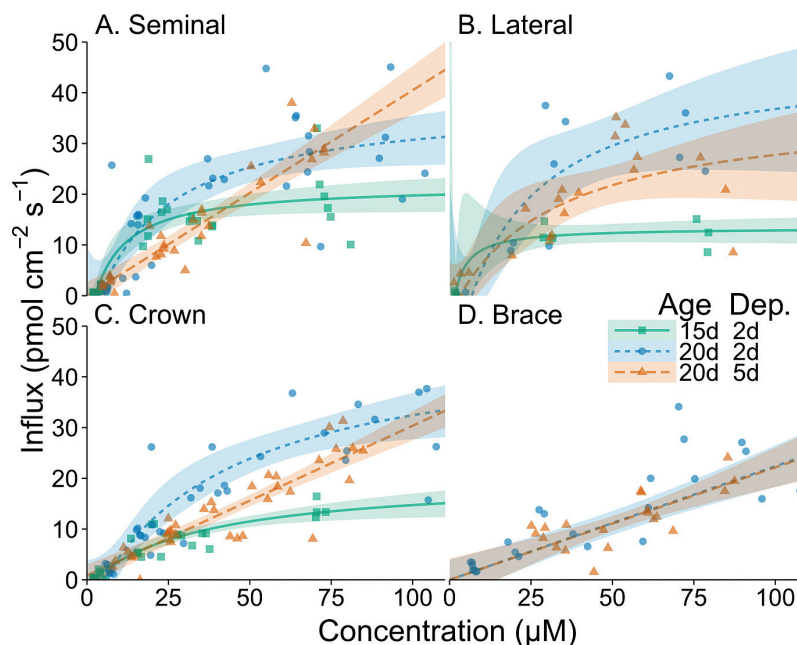 A. Seminal
B. Lateral
50
40
30
20
10
0
C. Crown
D. Brace
Age Dep.
15d 2d
20d 2d
20d 5d
50
40
30
20
10
0
0 25 50 75 100
0 25 50 75 100
Influx (pmol cm⁻² s⁻¹)
Concentration (μM)